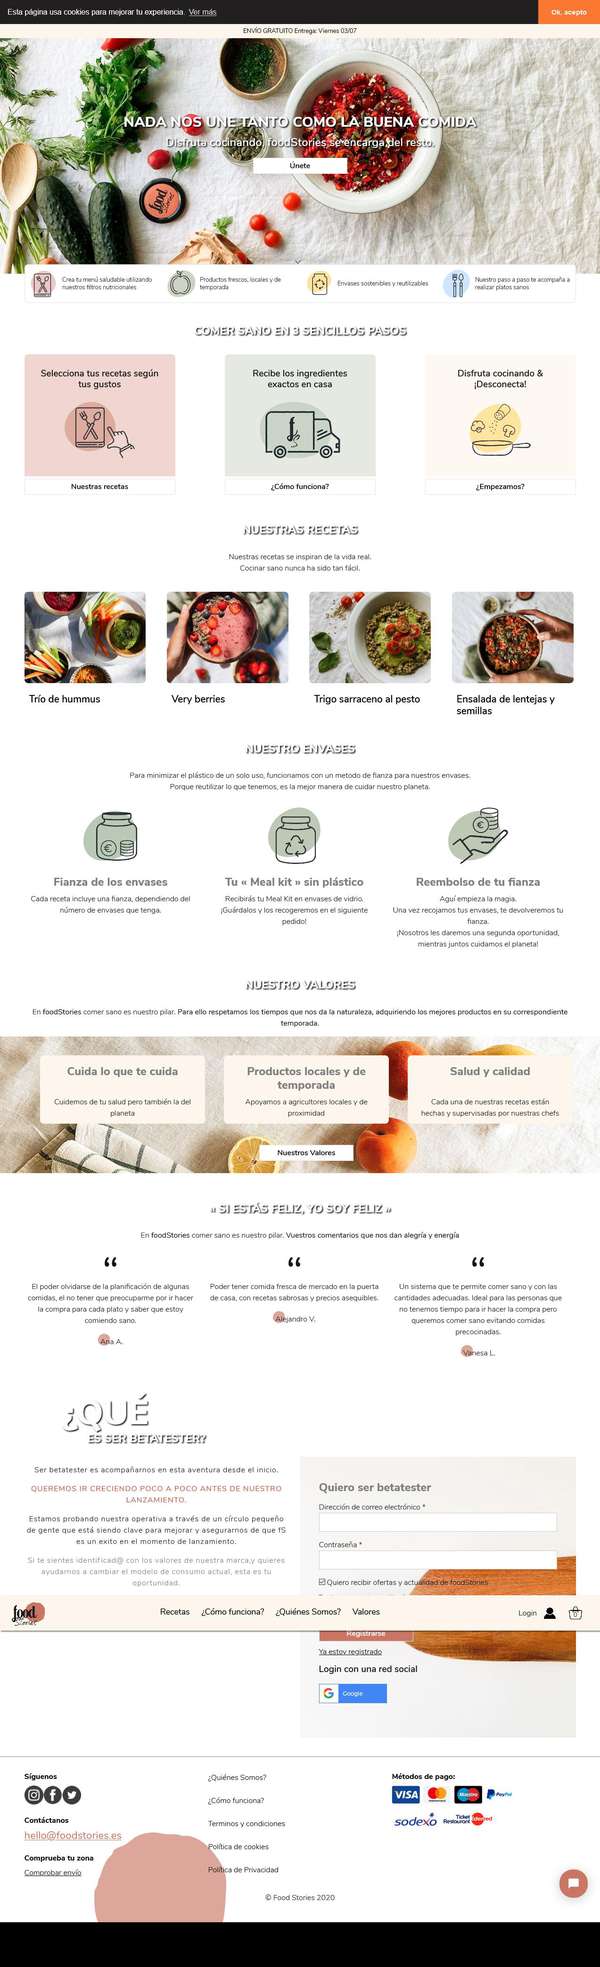 Esta página usa cookies para mejorar tu experiencia. Ver más
Ok, acepto
ENVÍO GRATUITO Entrega: Viernes 03/07
NADA NOS UNE TANTO COMO LA BUENA COMIDA
Disfruta cocinando, foodStories se encarga del resto.
Únete
food
Stories
Crea tu menú saludable utilizando
nuestros filtros nutricionales
Productos frescos, locales y de
temporada
Envases sostenibles y reutilizables
Nuestro paso a paso te acompaña a
realizar platos sanos
COMER SANO EN 3 SENCILLOS PASOS
Selecciona tus recetas según
tus gustos
Nuestras recetas
Recibe los ingredientes
exactos en casa
¿Cómo funciona?
Disfruta cocinando &
¡Desconecta!
¿Empezamos?
NUESTRAS RECETAS
Nuestras recetas se inspiran de la vida real.
Cocinar sano nunca ha sido tan fácil.
Trío de hummus
Very berries
Trigo sarraceno al pesto
Ensalada de lentejas y
semillas
NUESTRO ENVASES
Para minimizar el plástico de un solo uso, funcionamos con un metodo de fianza para nuestros envases.
Porque reutilizar lo que tenemos, es la mejor manera de cuidar nuestro planeta.
Fianza de los envases
Cada receta incluye una fianza, dependiendo del
número de envases que tenga.
Tu « Meal kit » sin plástico
Recibirás tu Meal Kit en envases de vidrio.
¡Guárdalos y los recogeremos en el siguiente
pedido!
Reembolso de tu fianza
Aquí empieza la magia.
Una vez recojamos tus envases, te devolveremos tu
fianza.
¡Nosotros les daremos una segunda oportunidad,
mientras juntos cuidamos el planeta!
NUESTRO VALORES
En foodStories comer sano es nuestro pilar. Para ello respetamos los tiempos que nos da la naturaleza, adquiriendo los mejores productos en su correspondiente
temporada.
Cuida lo que te cuida
Cuidemos de tu salud pero también la del
planeta
Productos locales y de
temporada
Apoyamos a agricultores locales y de
proximidad
Salud y calidad
Cada una de nuestras recetas están
hechas y supervisadas por nuestras chefs
Nuestros Valores
« SI ESTÁS FELIZ, YO SOY FELIZ »
En foodStories comer sano es nuestro pilar. Vuestros comentarios que nos dan alegría y energía
“
El poder olvidarse de la planificación de algunas
comidas, el no tener que preocuparme por ir hacer
la compra para cada plato y saber que estoy
comiendo sano.
Ana A.
“
Poder tener comida fresca de mercado en la puerta
de casa, con recetas sabrosas y precios asequibles.
Alejandro V.
“
Un sistema que te permite comer sano y con las
cantidades adecuadas. Ideal para las personas que
no tenemos tiempo para ir hacer la compra pero
queremos comer sano evitando comidas
precocinadas.
Vanesa L.
¿QUÉ
ES SER BETATESTER?
Ser betatester es acompañarnos en esta aventura desde el inicio.
QUEREMOS IR CRECIENDO POCO A POCO ANTES DE NUESTRO
LANZAMIENTO.
Estamos probando nuestra operativa a través de un círculo pequeño
de gente que está siendo clave para mejorar y asegurarnos de que fS
es un exito en el momento de lanzamiento.
Si te sientes identificad@ con los valores de nuestra marca,y quieres
ayudarnos a cambiar el modelo de consumo actual, esta es tu
oportunidad.
Quiero ser betatester
Dirección de correo electrónico *
Contraseña *
Quiero recibir ofertas y actualidad de foodStories
food
Stories
Recetas
¿Cómo funciona?
¿Quiénes Somos?
Valores
Login
0
Registrarse
Ya estoy registrado
Login con una red social
Google
Síguenos
Contáctanos
hello@foodstories.es
Comprueba tu zona
Comprobar envío
¿Quiénes Somos?
¿Cómo funciona?
Terminos y condiciones
Política de cookies
Política de Privacidad
Métodos de pago:
VISA
mastercard
Maestro
PayPal
sodexo
Ticket
Restaurant
Edenred
© Food Stories 2020